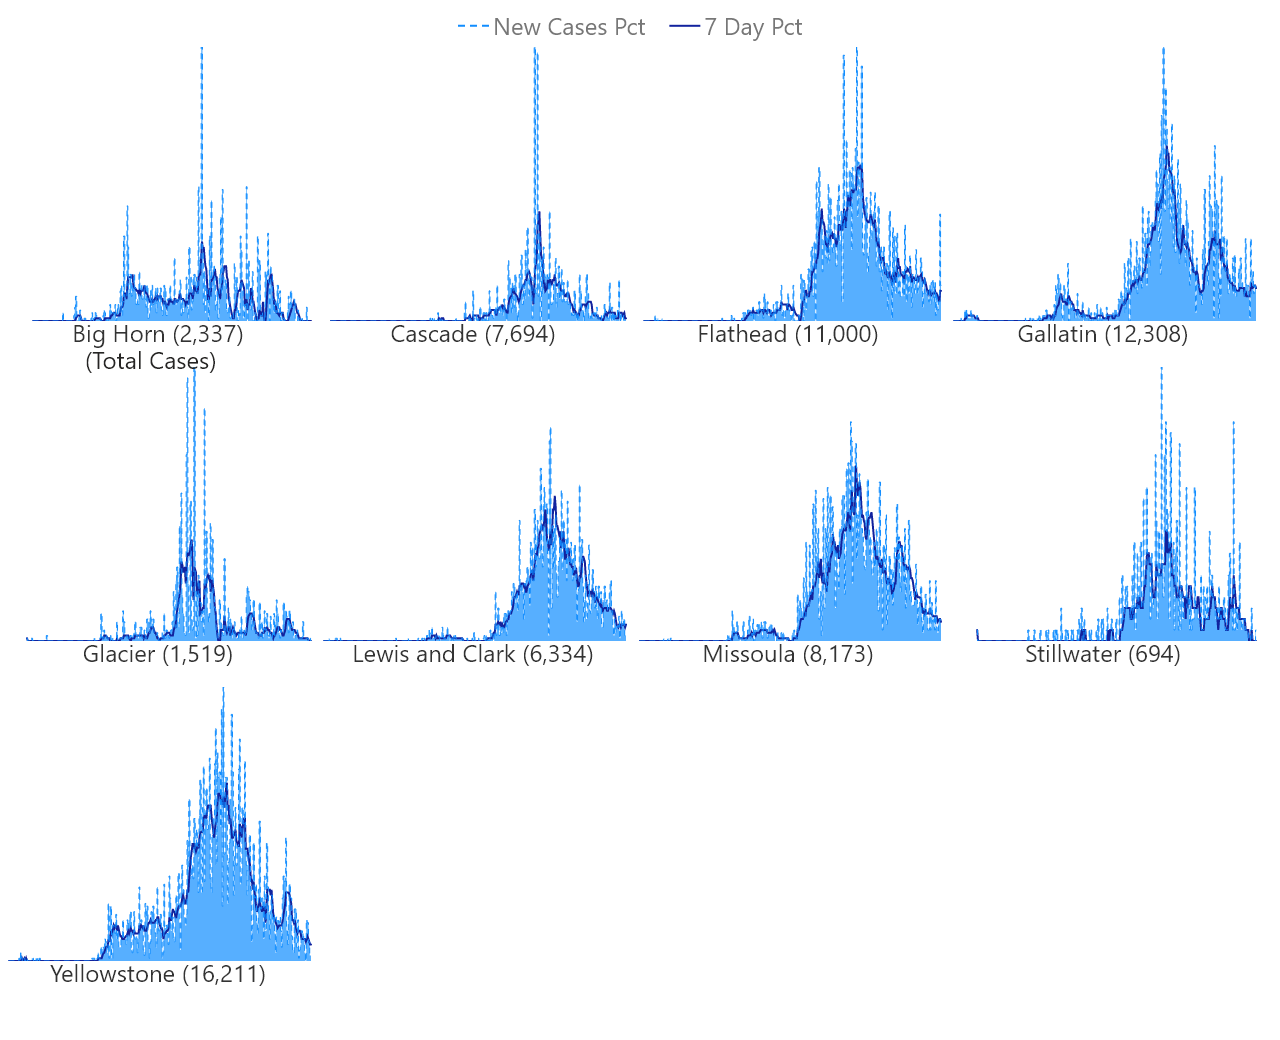 New Cases Pct 7 Day Pct
Big Horn (2,337)
(Total Cases)
Cascade (7,694)
Flathead (11,000)
Gallatin (12,308)
Glacier (1,519)
Lewis and Clark (6,334)
Missoula (8,173)
Stillwater (694)
Yellowstone (16,211)